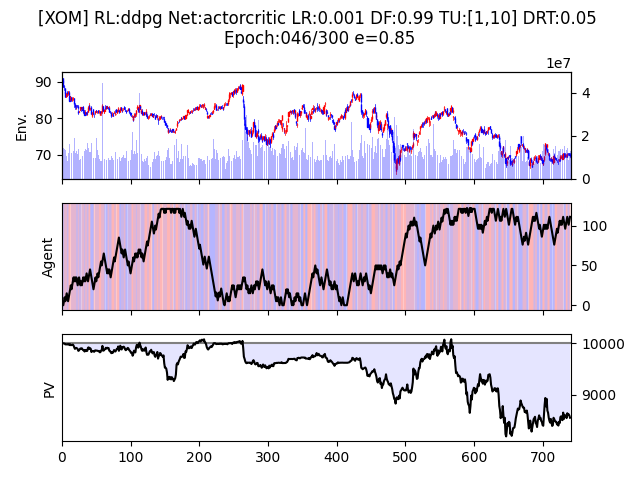 [XOM] RL:ddpg Net:actorcritic LR:0.001 DF:0.99 TU:[1,10] DRT:0.05
Epoch:046/300 e=0.85
1e7
90
80
70
Env.
4
2
0
Agent
100
50
0
PV
10000
9000
0 100 200 300 400 500 600 700